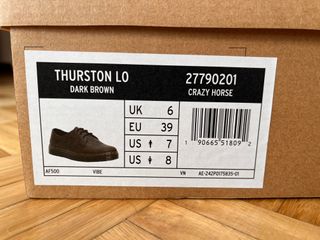 THURSTON LO
DARK BROWN
27790201
CRAZY HORSE
UK 6
EU 39
US 7
US 8
1 90665 51809 2
AF500 VIBE VN AE-242P0175835-01